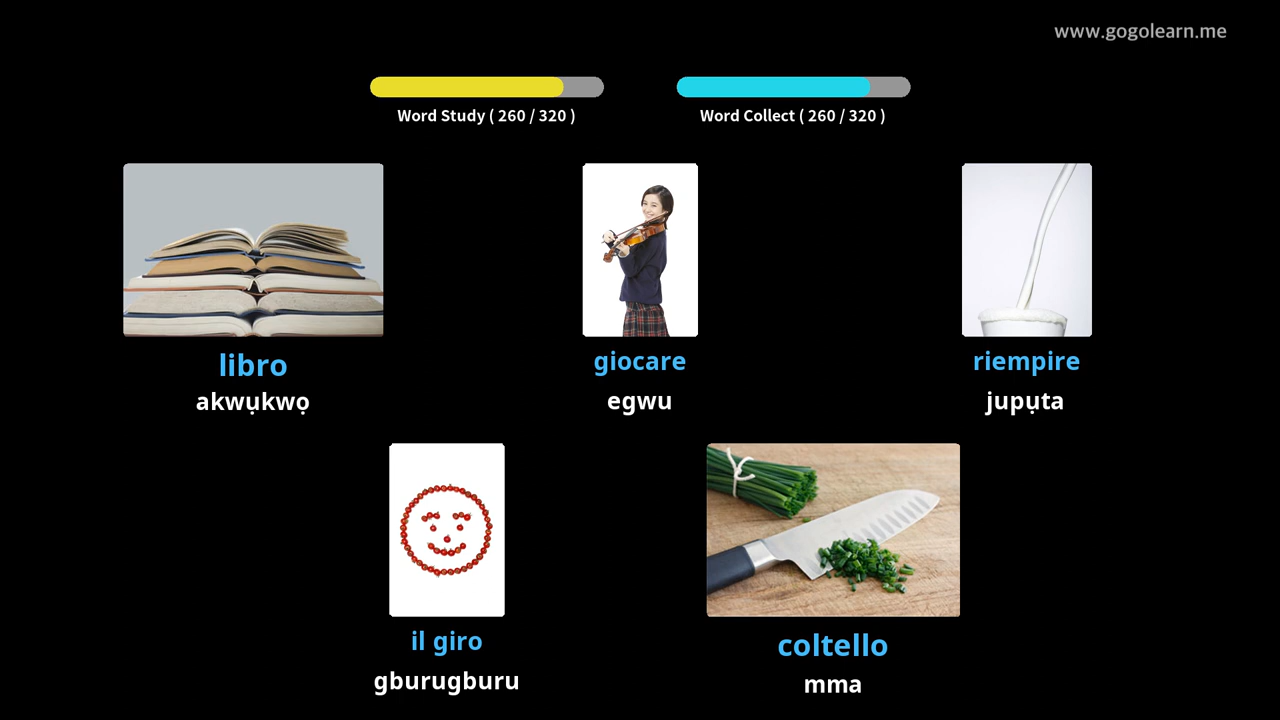 www.gogolearn.me
Word Study ( 260 / 320 )
Word Collect ( 260 / 320 )
libro
akwụkwọ
giocare
egwu
riempire
jupụta
il giro
gburugburu
coltello
mma